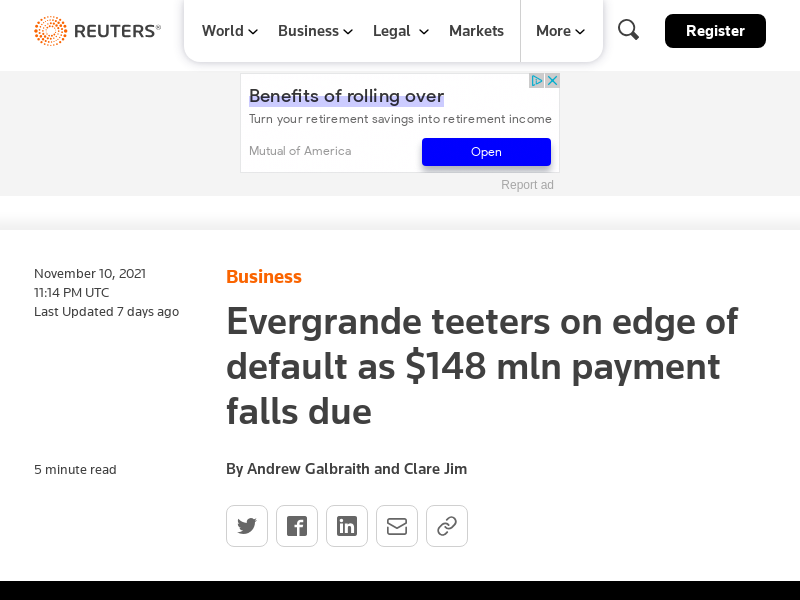 REUTERS®
World
Business
Legal
Markets
More
Register
Benefits of rolling over
Turn your retirement savings into retirement income
Mutual of America
Open
Report ad
November 10, 2021
11:14 PM UTC
Last Updated 7 days ago
Business
Evergrande teeters on edge of
default as $148 mln payment
falls due
5 minute read
By Andrew Galbraith and Clare Jim